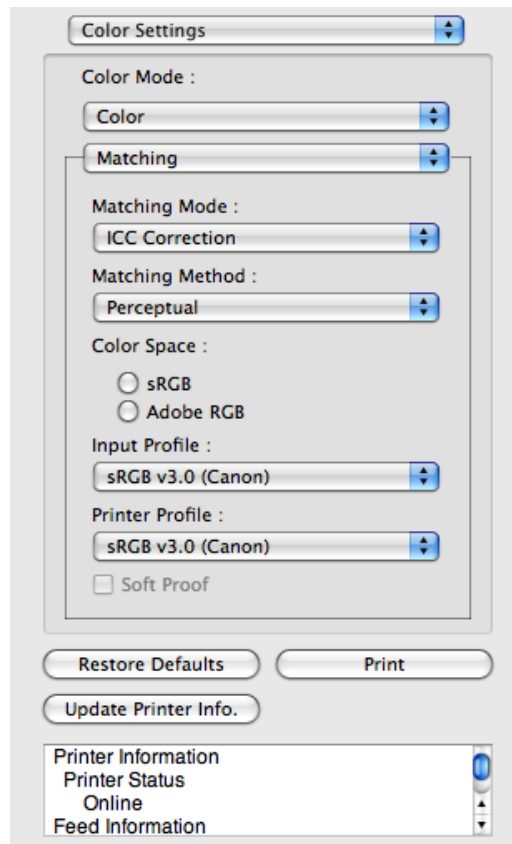 Color Settings
Color Mode :
Color
Matching
Matching Mode :
ICC Correction
Matching Method :
Perceptual
Color Space :
sRGB
Adobe RGB
Input Profile :
sRGB v3.0 (Canon)
Printer Profile :
sRGB v3.0 (Canon)
Soft Proof
Restore Defaults
Print
Update Printer Info.
Printer Information
Printer Status
Online
Feed Information